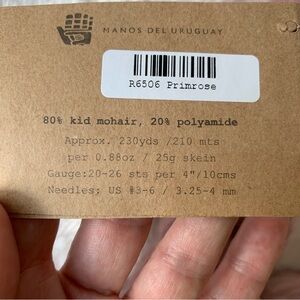 MANOS DEL URUGUAY
R6506 Primrose
80% kid mohair, 20% polyamide
Approx. 230yds /210 mts
per 0.88oz / 25g skein
Gauge:20-26 sts per 4"/10cms
Needles; US #3-6 / 3.25-4 mm